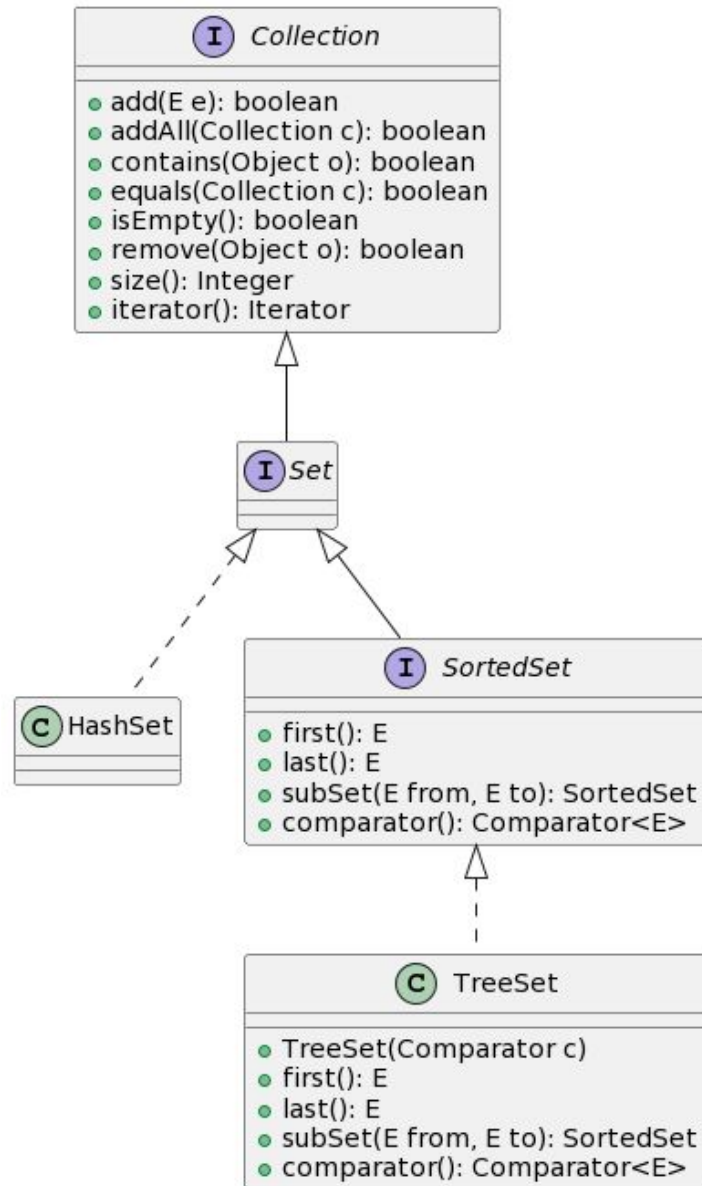 I Collection
add(E e): boolean
addAll(Collection c): boolean
contains(Object o): boolean
equals(Collection c): boolean
isEmpty(): boolean
remove(Object o): boolean
size(): Integer
iterator(): Iterator
I Set
C HashSet
I SortedSet
first(): E
last(): E
subSet(E from, E to): SortedSet
comparator(): Comparator<E>
C TreeSet
TreeSet(Comparator c)
first(): E
last(): E
subSet(E from, E to): SortedSet
comparator(): Comparator<E>